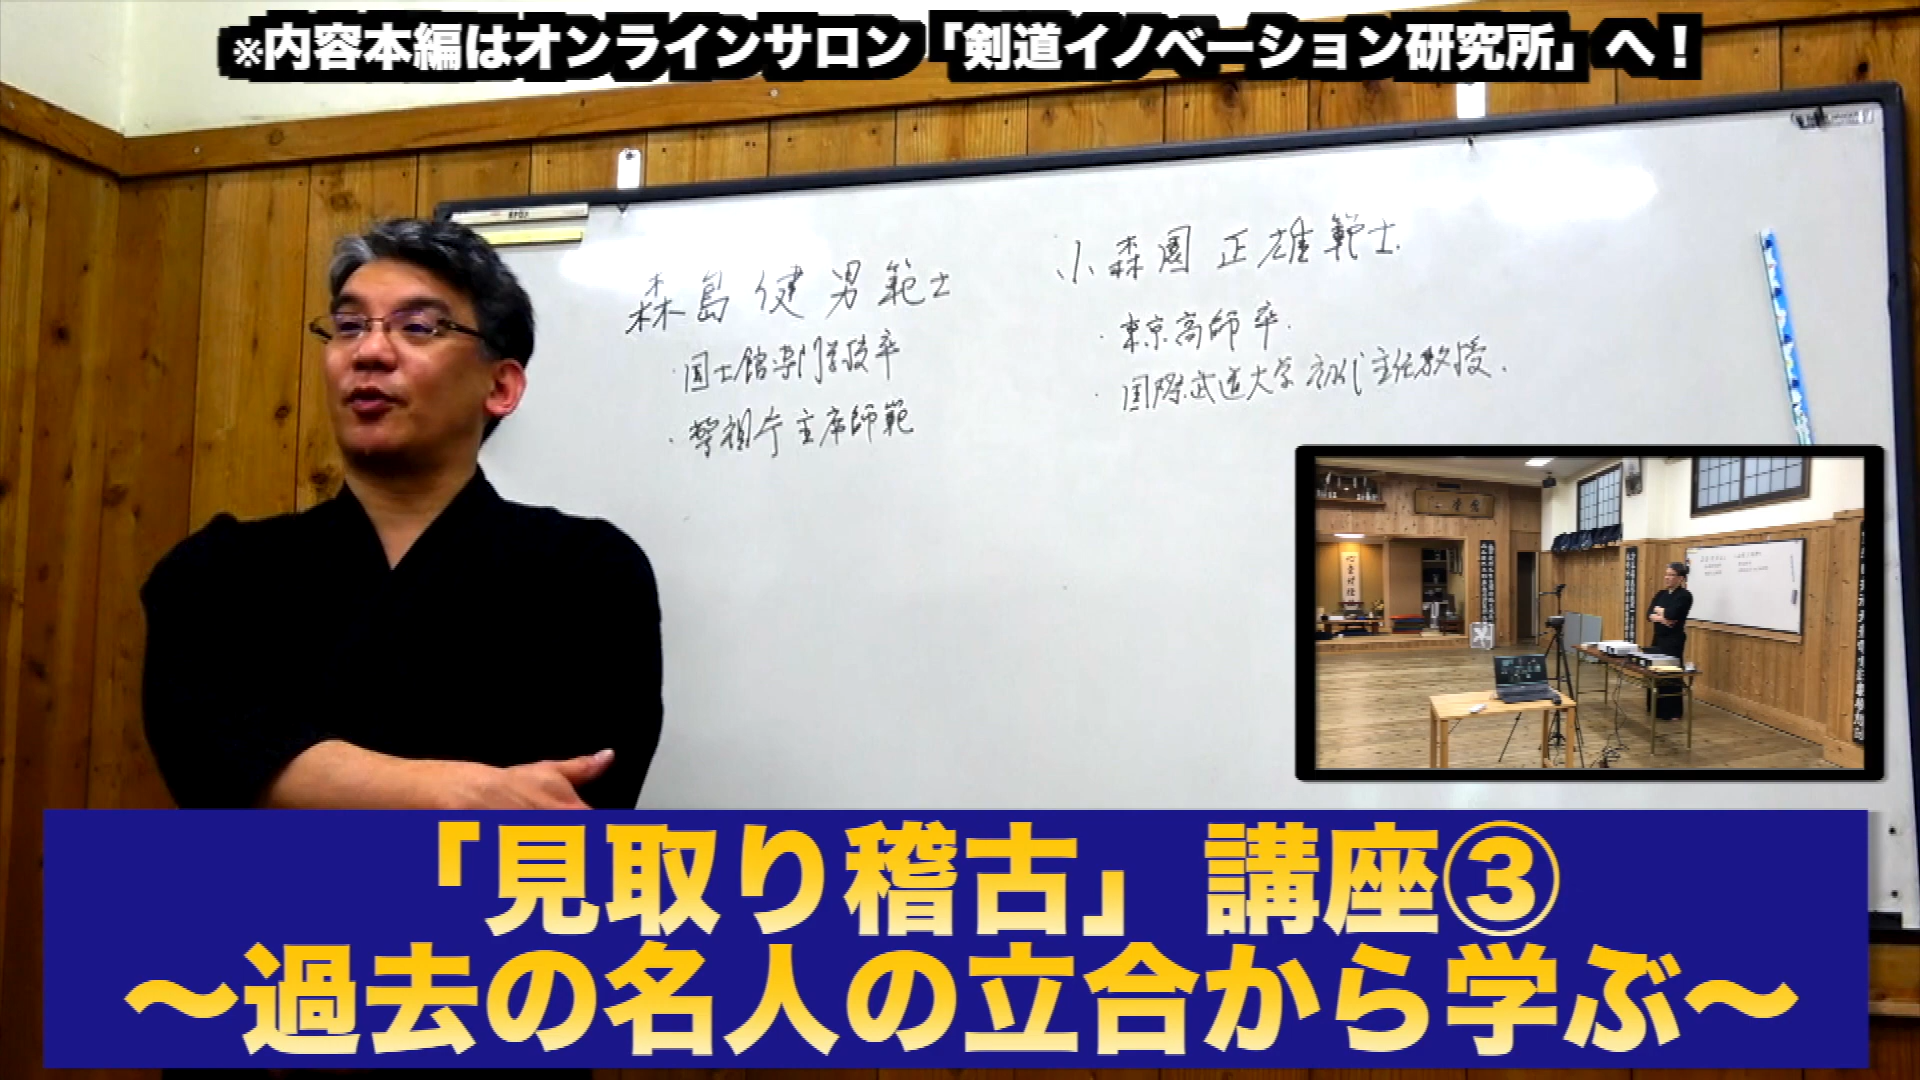 ※内容本編はオンラインサロン「剣道イノベーション研究所」へ！
森島健男範士
・国士館専門学校卒
・警視庁主席師範
小森園正雄範士
・東京高師卒.
・国際武道大学初代主任教授.
「見取り稽古」講座③
～過去の名人の立合から学ぶ～